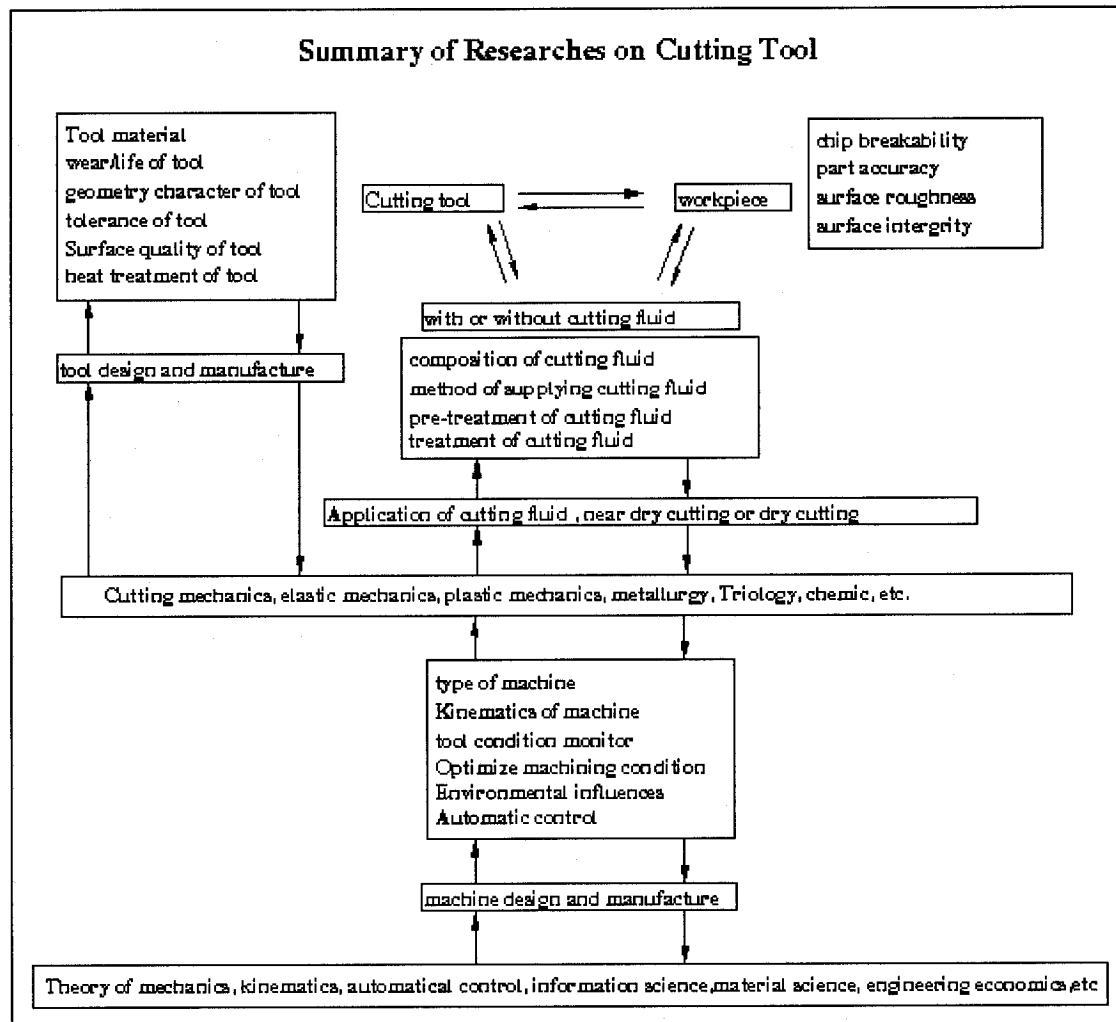 Summary of Researches on Cutting Tool
Tool material
wear/life of tool
geometry character of tool
tolerance of tool
Surface quality of tool
heat treatment of tool
Cutting tool
workpiece
chip breakability
part accuracy
surface roughness
surface intergrity
with or without cutting fluid
tool design and manufacture
composition of cutting fluid
method of supplying cutting fluid
pre-treatment of cutting fluid
treatment of cutting fluid
Application of cutting fluid , near dry cutting or dry cutting
Cutting mechanics, elastic mechanics, plastic mechanics, metallurgy, Triology, chemic, etc.
type of machine
Kinematics of machine
tool condition monitor
Optimize machining condition
Environmental influences
Automatic control
machine design and manufacture
Theory of mechanics, kinematics, automatical control, information science,material science, engineering economics,etc